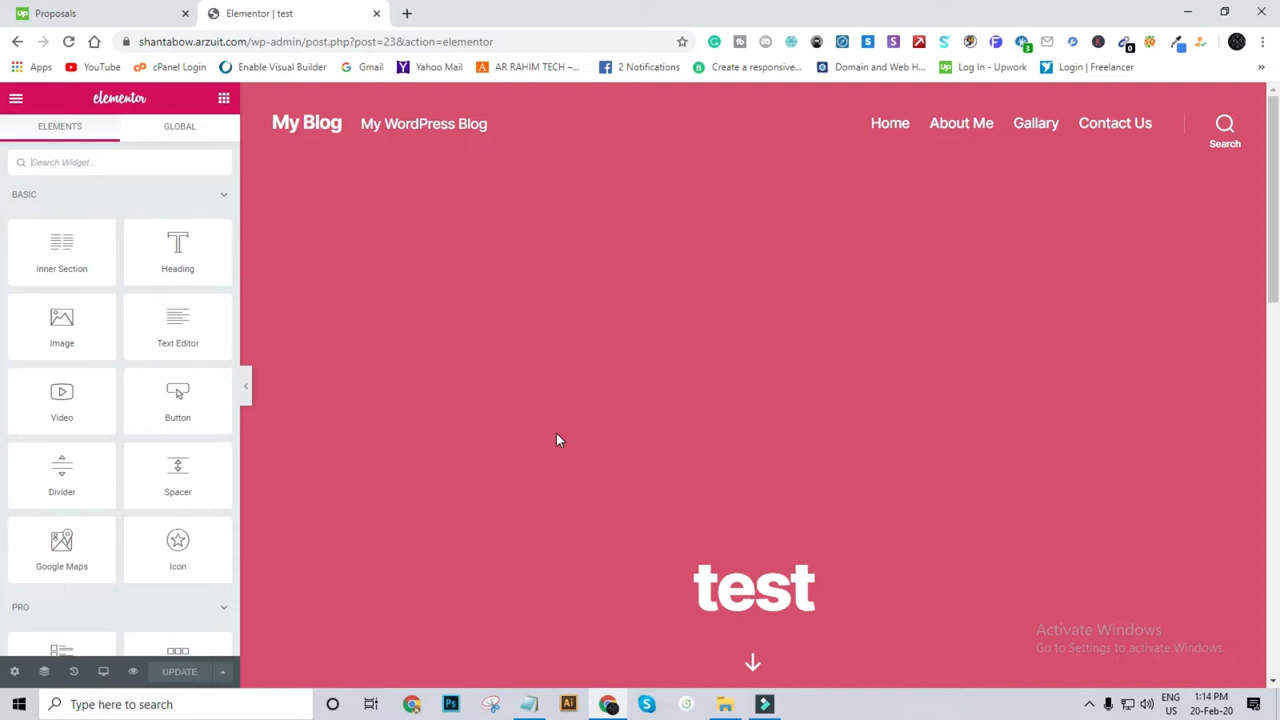 Proposals
Elementor | test
shantabow.arzuit.com/wp-admin/post.php?post=23&action=elementor
Apps
YouTube
cPanel Login
Enable Visual Builder
Gmail
Yahoo Mail
AR RAHIM TECH –...
2 Notifications
Create a responsive...
Domain and Web H...
Log In - Upwork
Login | Freelancer
»
elementor
ELEMENTS
GLOBAL
Search Widget...
BASIC
Inner Section
Heading
Image
Text Editor
Video
Button
Divider
Spacer
Google Maps
Icon
PRO
UPDATE
My Blog
My WordPress Blog
Home
About Me
Gallary
Contact Us
Search
test
Activate Windows
Go to Settings to activate Windows.
Type here to search
ENG
US
1:14 PM
20-Feb-20